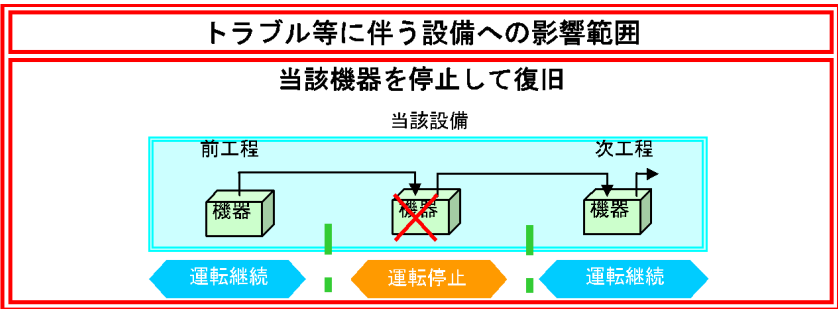 トラブル等に伴う設備への影響範囲
当該機器を停止して復旧
当該設備
前工程
次工程
機器
機器
機器
運転継続
運転停止
運転継続